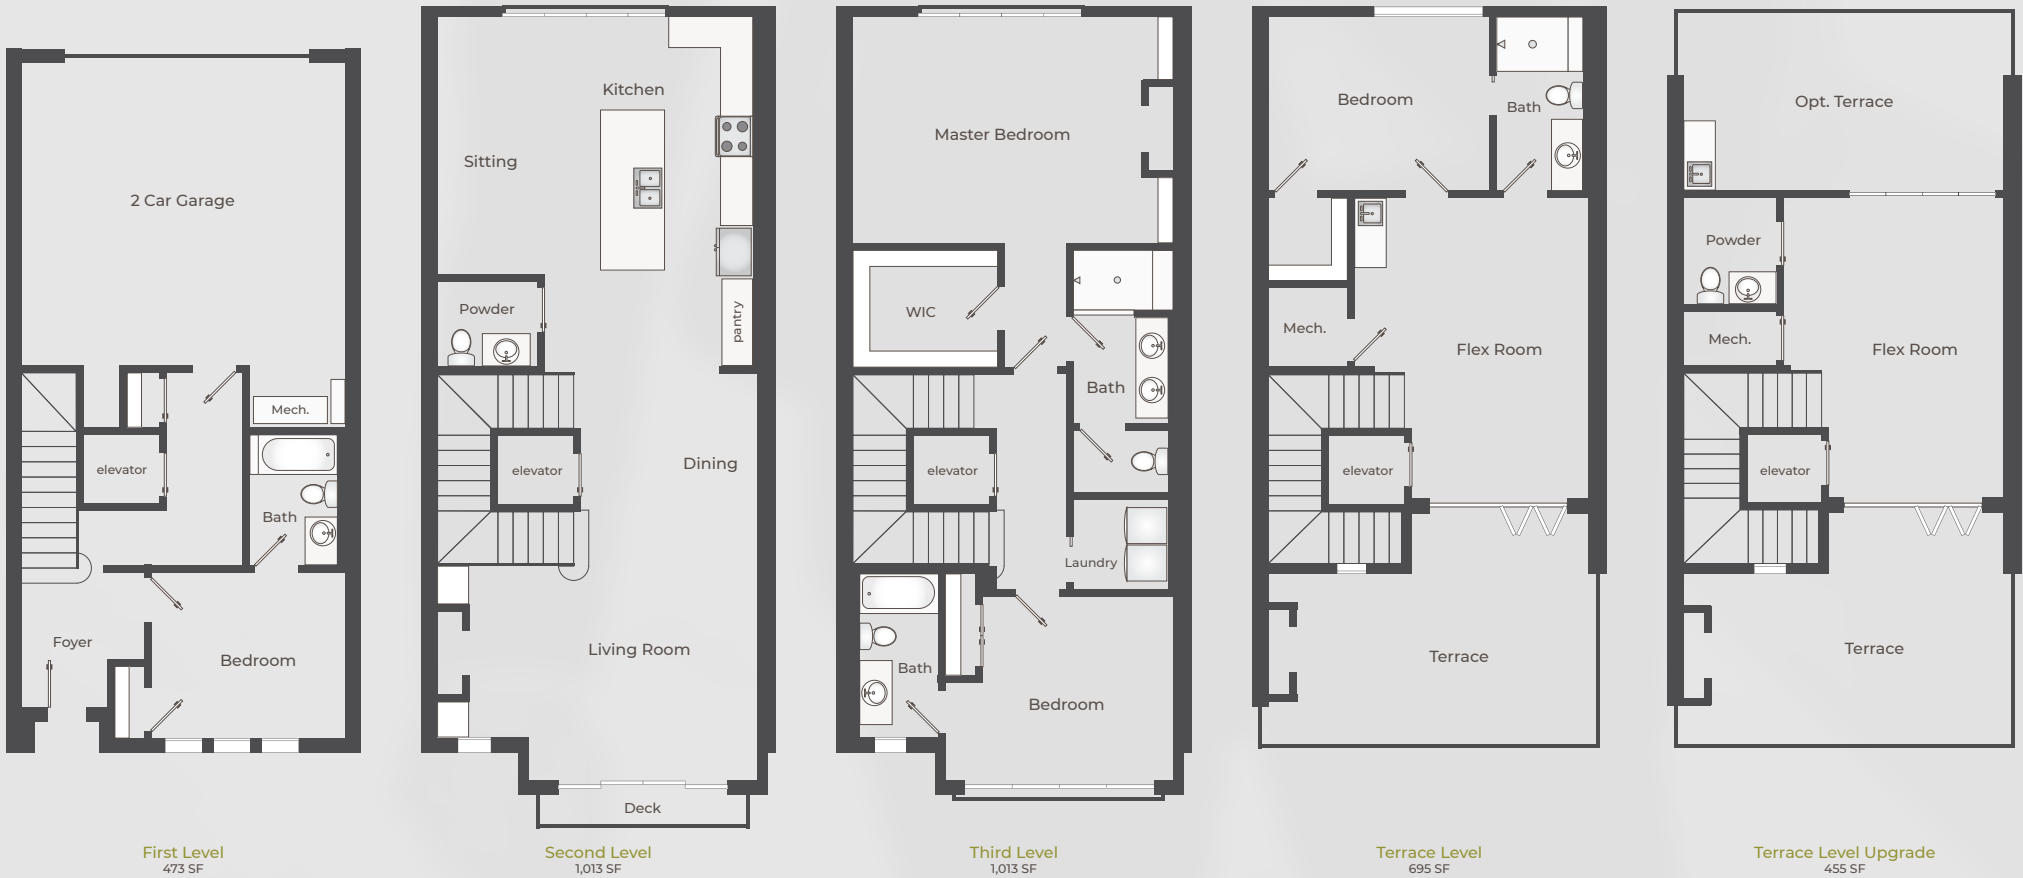 2 Car Garage
Mech.
elevator
Bath
Foyer
Bedroom
First Level
473 SF
Kitchen
Sitting
Powder
pantry
elevator
Dining
Living Room
Deck
Second Level
1,013 SF
Master Bedroom
WIC
Bath
elevator
Laundry
Bath
Bedroom
Third Level
1,013 SF
Bedroom
Bath
Mech.
Flex Room
elevator
Terrace
Terrace Level
695 SF
Opt. Terrace
Powder
Mech.
Flex Room
elevator
Terrace
Terrace Level Upgrade
455 SF